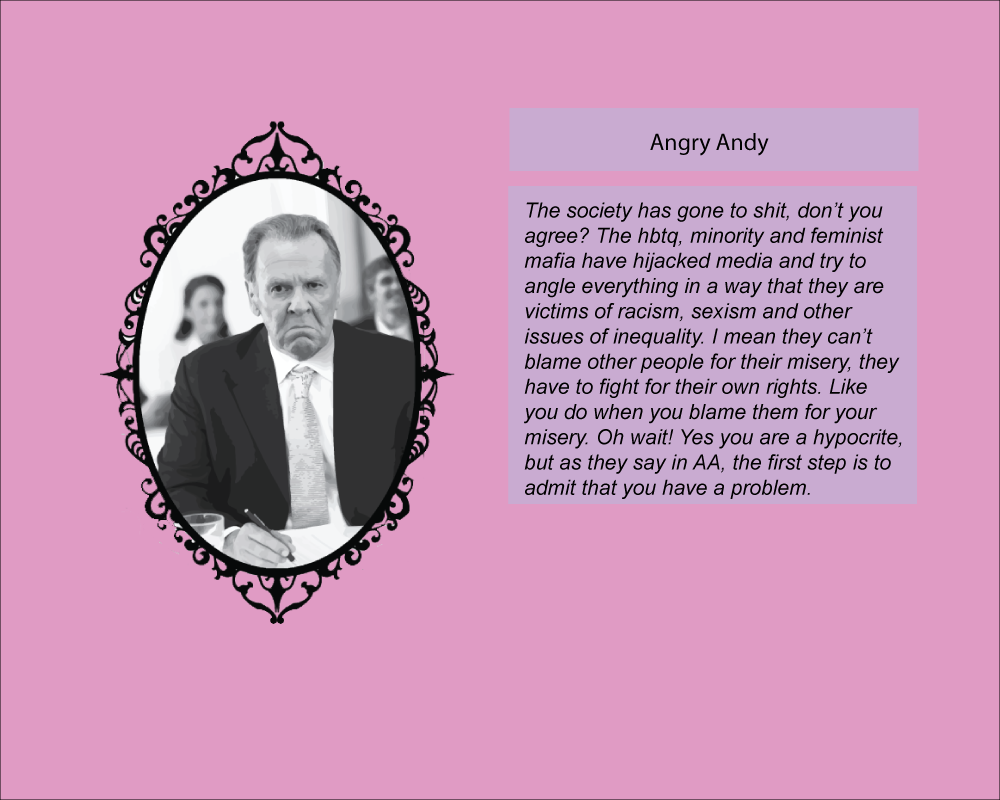 Angry Andy
The society has gone to shit, don’t you
agree? The hbtq, minority and feminist
mafia have hijacked media and try to
angle everything in a way that they are
victims of racism, sexism and other
issues of inequality. I mean they can’t
blame other people for their misery, they
have to fight for their own rights. Like
you do when you blame them for your
misery. Oh wait! Yes you are a hypocrite,
but as they say in AA, the first step is to
admit that you have a problem.